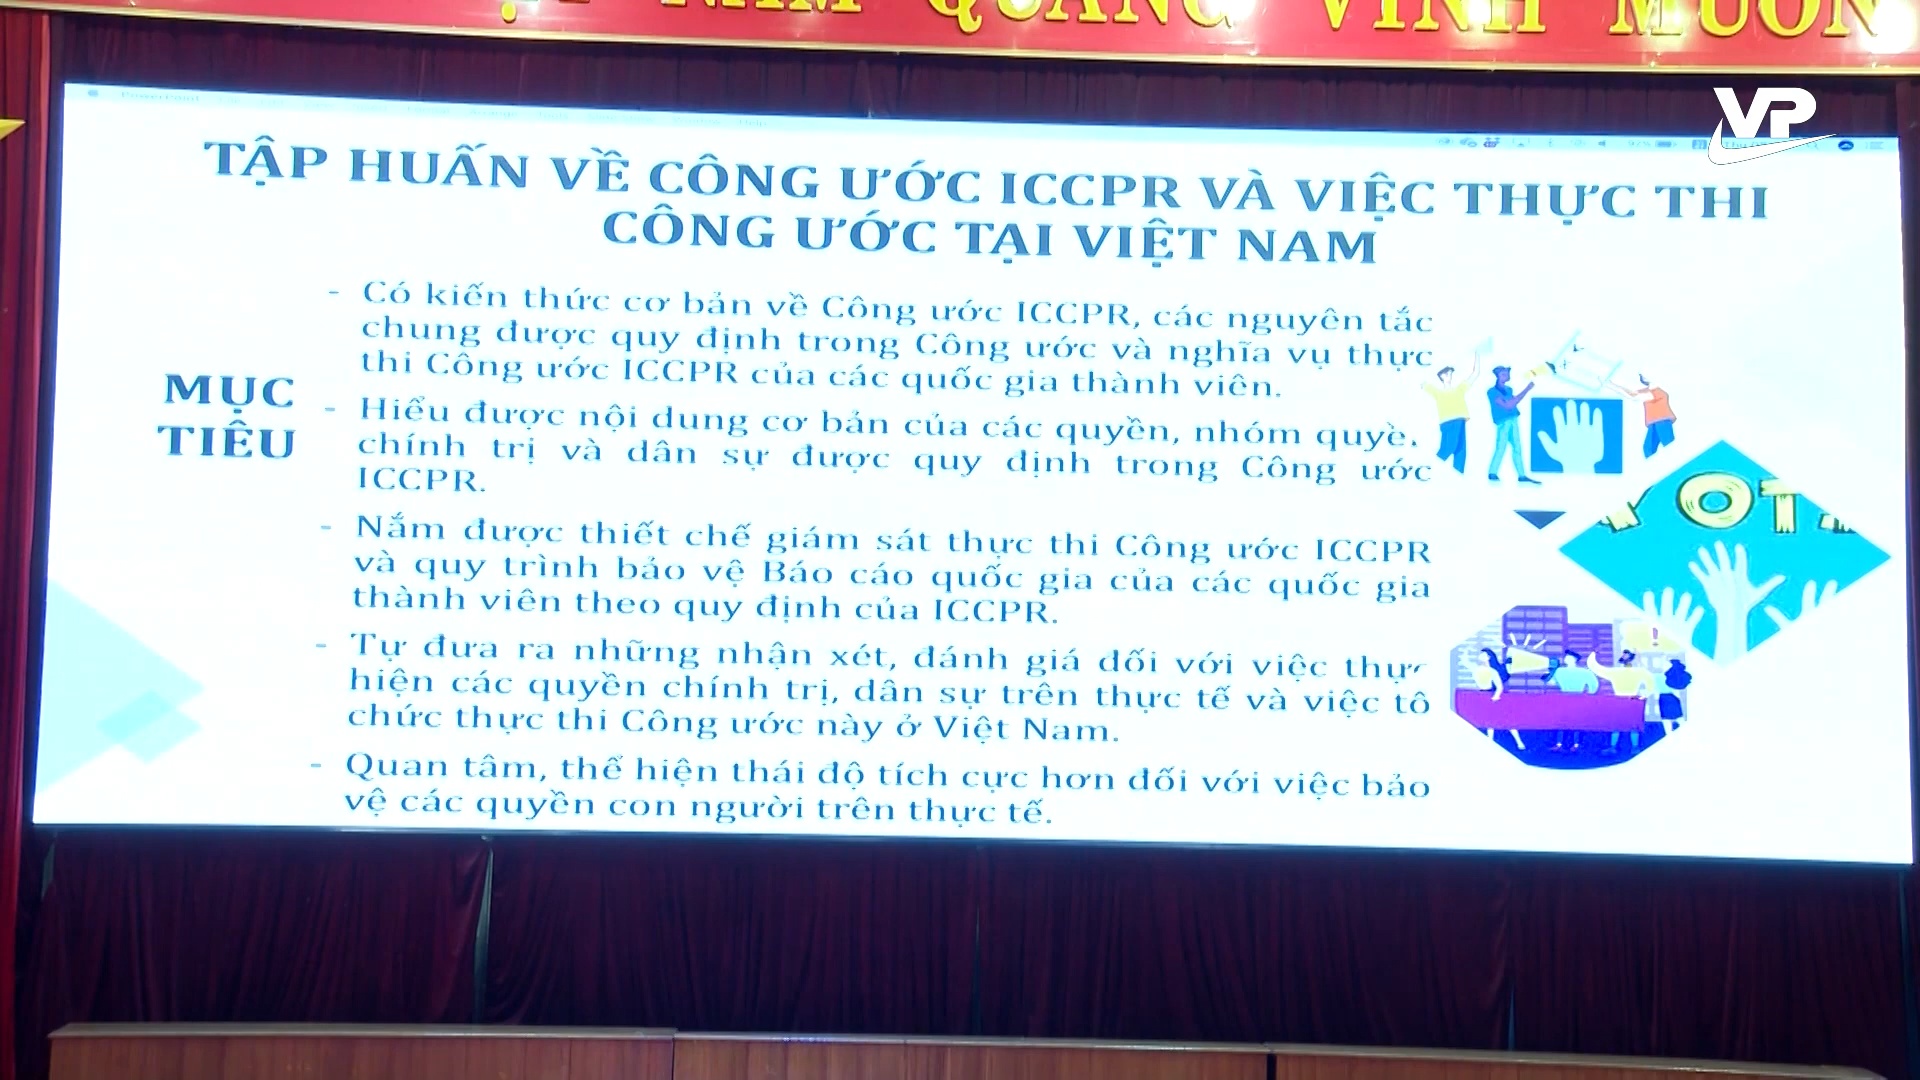 NAM QUANG VINH MUÔN
VP
PowerPoint
TẬP HUẤN VỀ CÔNG ƯỚC ICCPR VÀ VIỆC THỰC THI
CÔNG ƯỚC TẠI VIỆT NAM
MỤC
TIÊU
- Có kiến thức cơ bản về Công ước ICCPR, các nguyên tắc
chung được quy định trong Công ước và nghĩa vụ thực
thi Công ước ICCPR của các quốc gia thành viên.
- Hiểu được nội dung cơ bản của các quyền, nhóm quyề
chính trị và dân sự được quy định trong Công ước
ICCPR.
- Nắm được thiết chế giám sát thực thi Công ước ICCPR
và quy trình bảo vệ Báo cáo quốc gia của các quốc gia
thành viên theo quy định của ICCPR.
- Tự đưa ra những nhận xét, đánh giá đối với việc thực
hiện các quyền chính trị, dân sự trên thực tế và việc tổ
chức thực thi Công ước này ở Việt Nam.
- Quan tâm, thể hiện thái độ tích cực hơn đối với việc bảo
vệ các quyền con người trên thực tế.